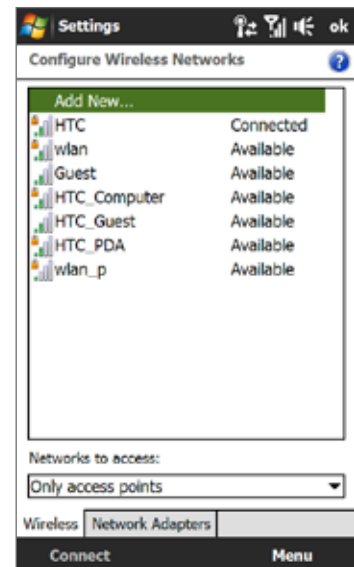 Settings ok
Configure Wireless Networks ?
Add New...
HTC Connected
wlan Available
Guest Available
HTC_Computer Available
HTC_Guest Available
HTC_PDA Available
wlan_p Available
Networks to access:
Only access points
Wireless Network Adapters
Connect Menu